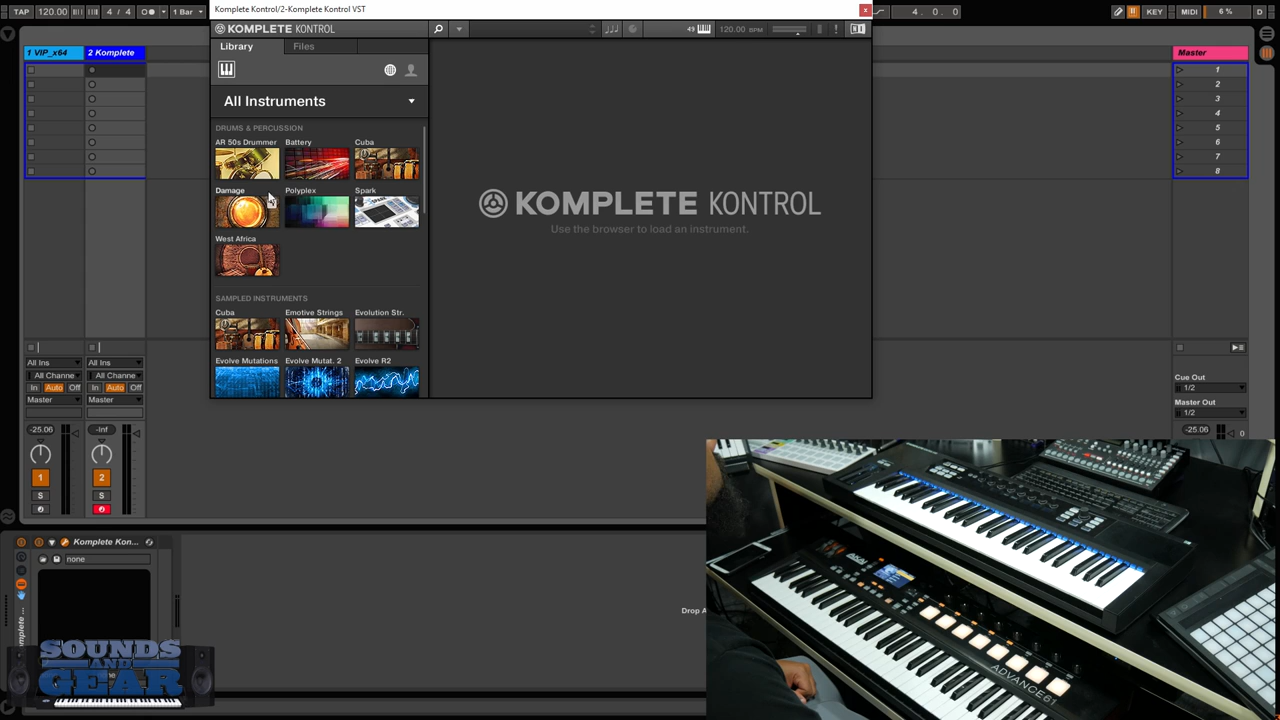 TAP 120.00 4 / 4 1 Bar
Komplete Kontrol/2-Komplete Kontrol VST
x
4. 0. 0
KEY MIDI 6 % D
KOMPLETE KONTROL
49 120.00 BPM
!
Library Files
All Instruments
DRUMS & PERCUSSION
AR 50s Drummer Battery Cuba
Damage Polyplex Spark
West Africa
SAMPLED INSTRUMENTS
Cuba Emotive Strings Evolution Str.
Evolve Mutations Evolve Mutat. 2 Evolve R2
KOMPLETE KONTROL
Use the browser to load an instrument.
1 VIP_x64 2 Komplete
Master
1
2
3
4
5
6
7
8
All Ins All Ins
All Channe All Channe
In Auto Off In Auto Off
Master Master
-25.06 -Inf
1 2
S S
Cue Out
1/2
Master Out
1/2
-25.06 0
Komplete Kon...
none
Drop A
SOUNDS
AND
GEAR
AKAI
ADVANCE61